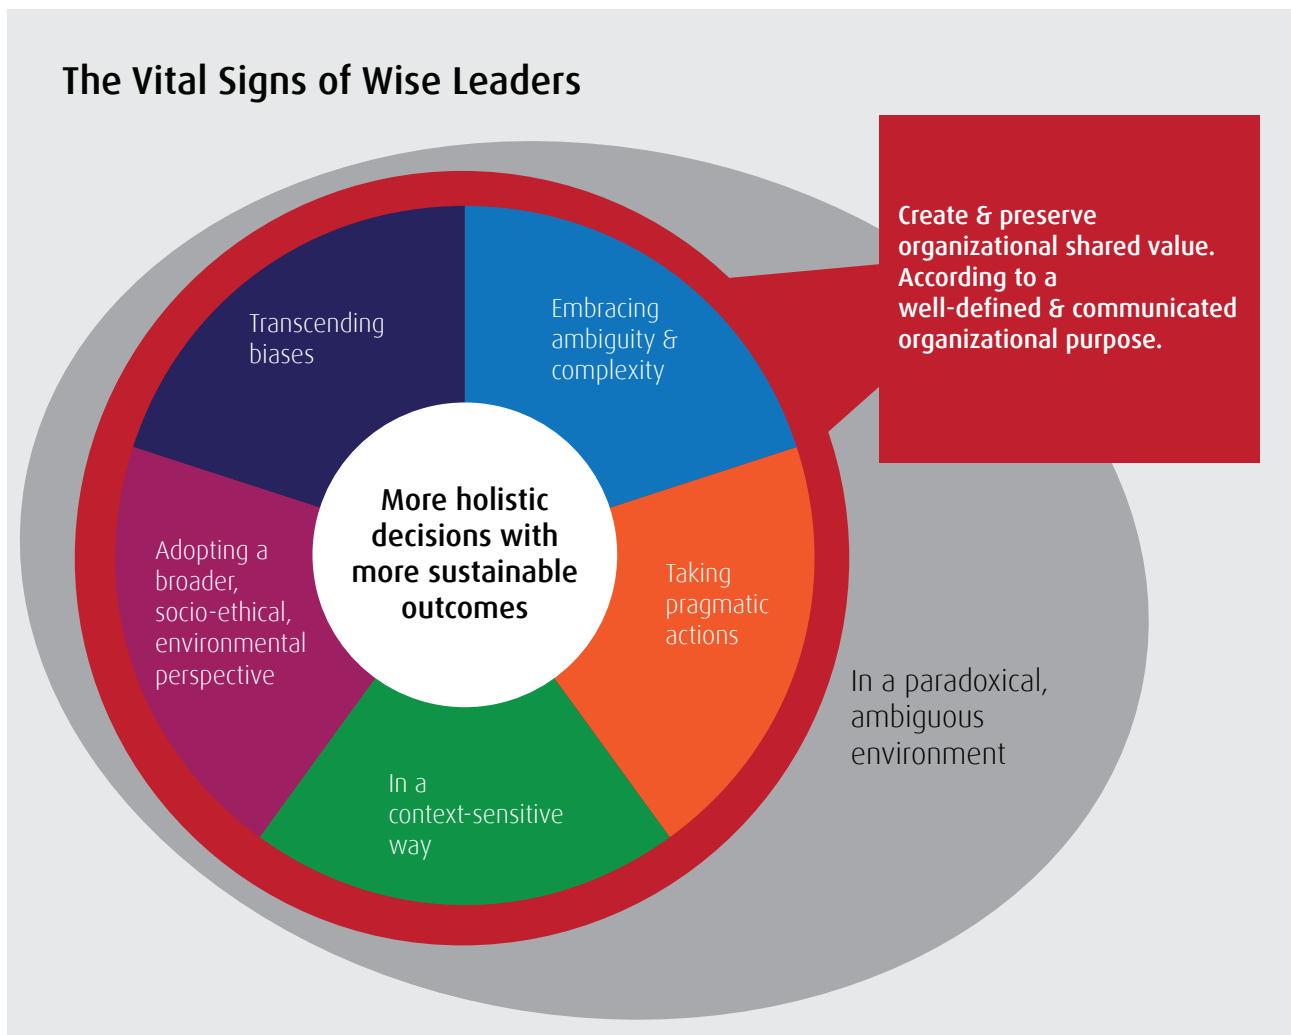 The Vital Signs of Wise Leaders
Create & preserve
organizational shared value.
According to a
well-defined & communicated
organizational purpose.
Transcending
biases
Embracing
ambiguity &
complexity
More holistic
decisions with
more sustainable
outcomes
Adopting a
broader,
socio-ethical,
environmental
perspective
Taking
pragmatic
actions
In a
context-sensitive
way
In a paradoxical,
ambiguous
environment